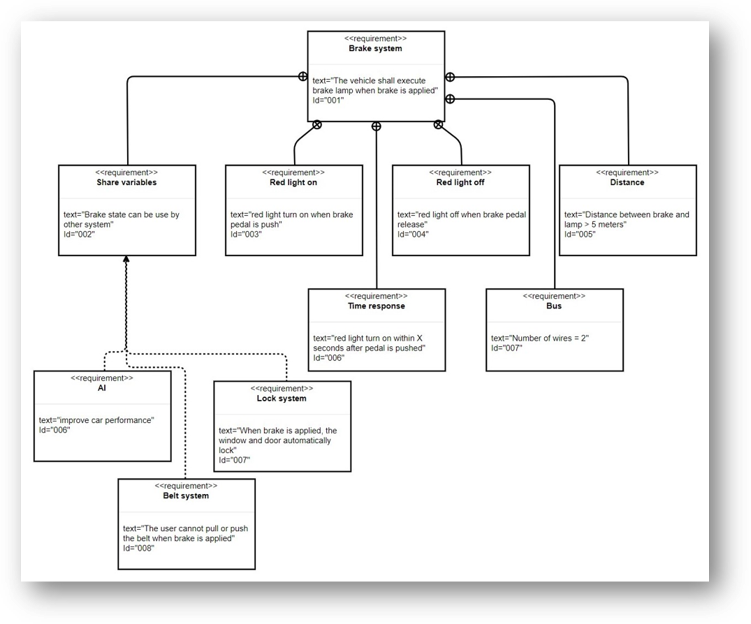 <<requirement>>
Brake system
text="The vehicle shall execute
brake lamp when brake is applied"
Id="001"
<<requirement>>
Share variables
text="Brake state can be use by
other system"
Id="002"
<<requirement>>
Red light on
text="red light turn on when brake
pedal is push"
Id="003"
<<requirement>>
Red light off
text="red light off when brake pedal
release"
Id="004"
<<requirement>>
Distance
text="Distance between brake and
lamp > 5 meters"
Id="005"
<<requirement>>
Time response
text="red light turn on within X
seconds after pedal is pushed"
Id="006"
<<requirement>>
Bus
text="Number of wires = 2"
Id="007"
<<requirement>>
AI
text="improve car performance"
Id="006"
<<requirement>>
Lock system
text="When brake is applied, the
window and door automatically
lock"
Id="007"
<<requirement>>
Belt system
text="The user cannot pull or push
the belt when brake is applied"
Id="008"